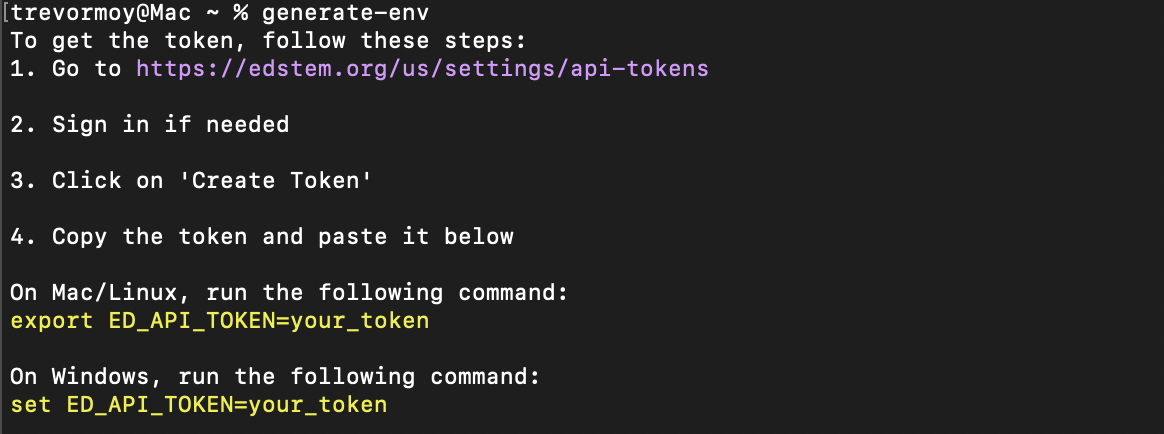 [trevormoy@Mac ~ % generate-env
To get the token, follow these steps:
1. Go to https://edstem.org/us/settings/api-tokens
2. Sign in if needed
3. Click on 'Create Token'
4. Copy the token and paste it below
On Mac/Linux, run the following command:
export ED_API_TOKEN=your_token
On Windows, run the following command:
set ED_API_TOKEN=your_token